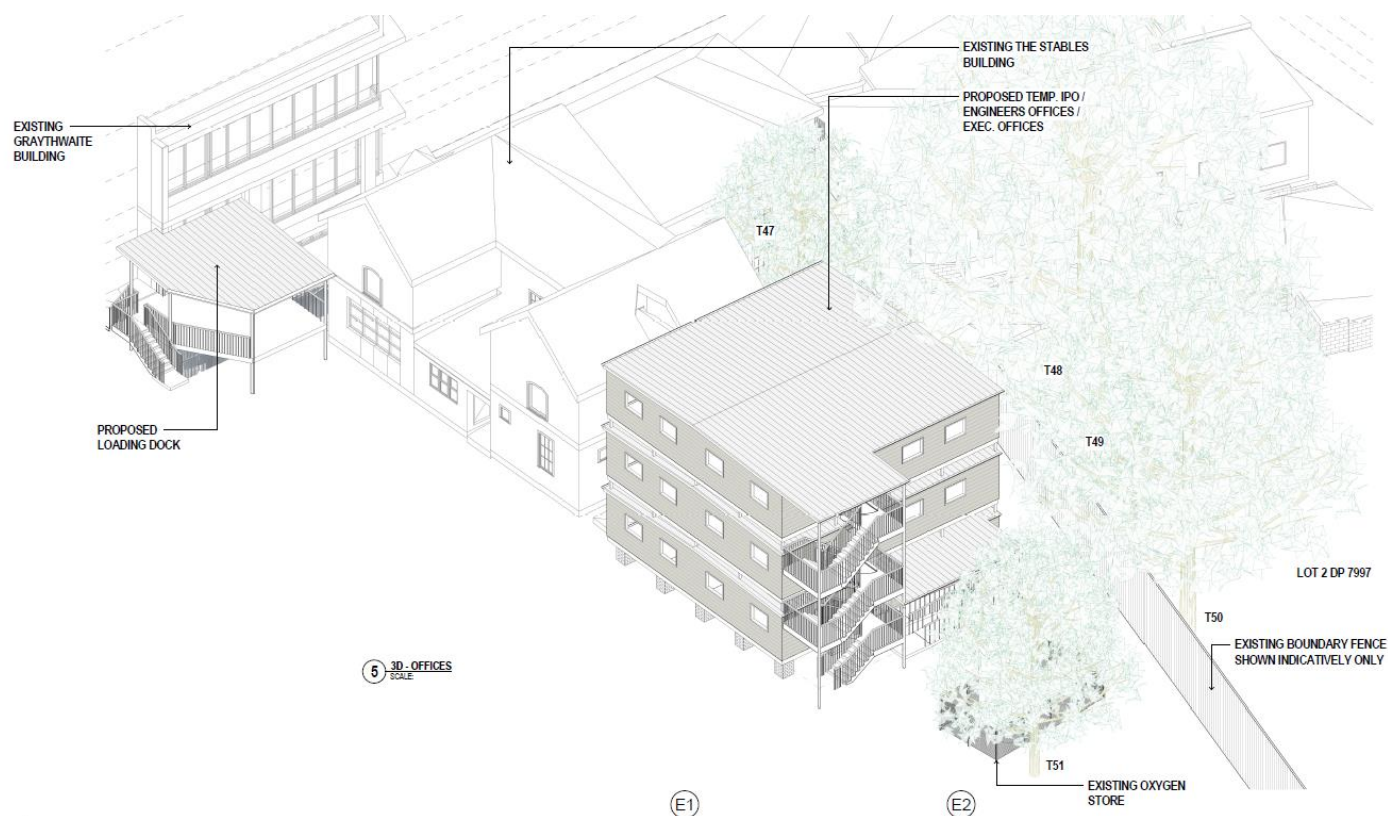 EXISTING THE STABLES
BUILDING
PROPOSED TEMP. IPO /
ENGINEERS OFFICES /
EXEC. OFFICES
EXISTING
GRAYTHWAITE
BUILDING
T47
T48
T49
PROPOSED
LOADING DOCK
LOT 2 DP 7997
T50
EXISTING BOUNDARY FENCE
SHOWN INDICATIVELY ONLY
5 3D - OFFICES
SCALE:
T51
EXISTING OXYGEN
STORE
E1
E2